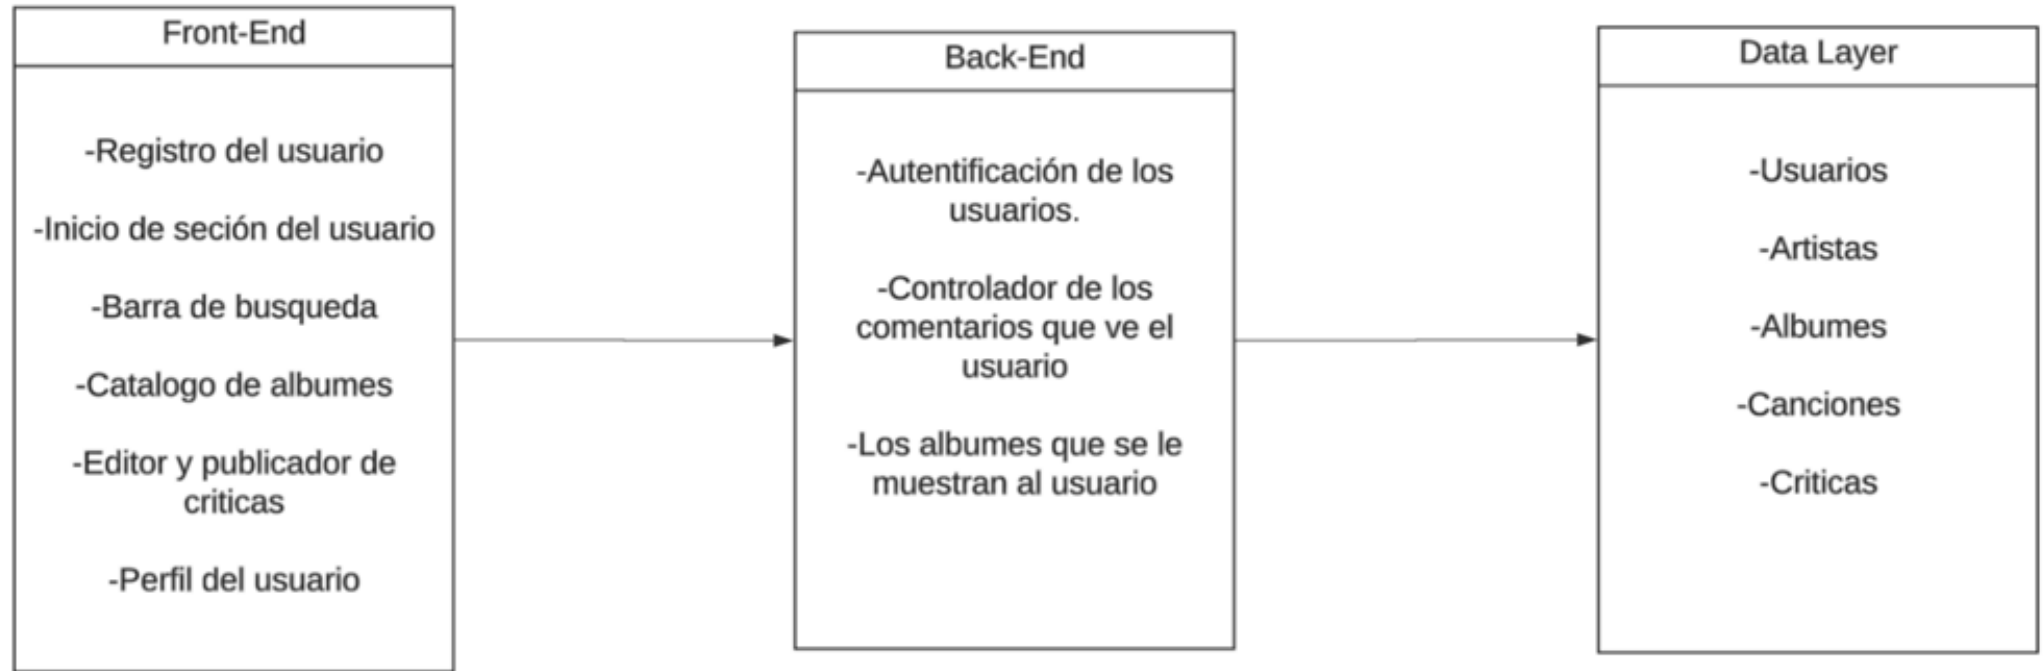 Front-End
-Registro del usuario
-Inicio de seción del usuario
-Barra de busqueda
-Catalogo de albumes
-Editor y publicador de
criticas
-Perfil del usuario
Back-End
-Autentificación de los
usuarios.
-Controlador de los
comentarios que ve el
usuario
-Los albumes que se le
muestran al usuario
Data Layer
-Usuarios
-Artistas
-Albumes
-Canciones
-Criticas